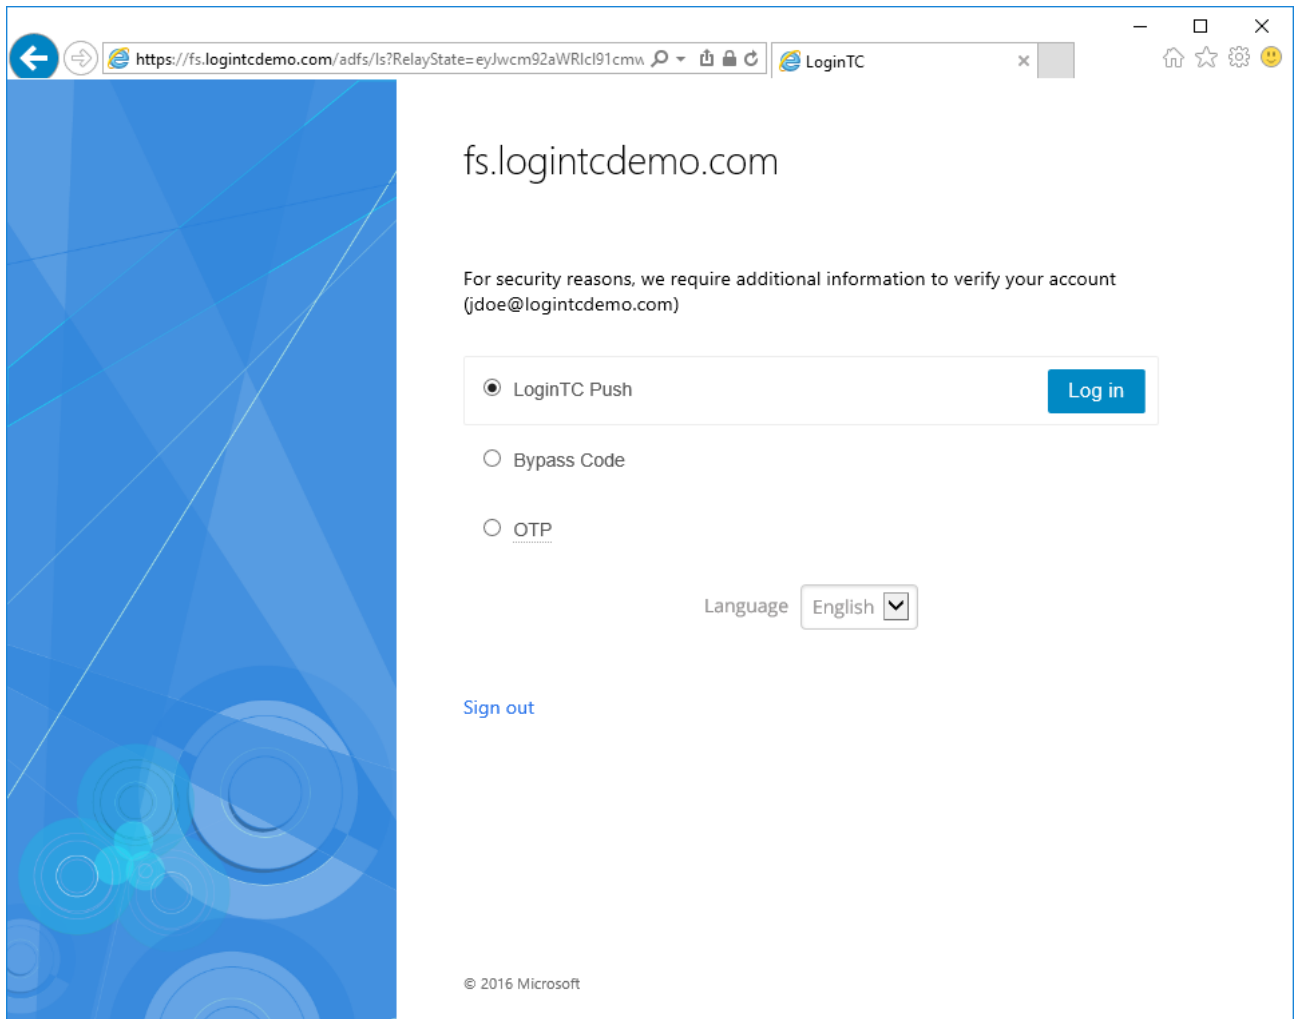 https://fs.logintcdemo.com/adfs/ls?RelayState=eyJwcm92aWRlcl91cmw
LoginTC
fs.logintcdemo.com
For security reasons, we require additional information to verify your account
(jdoe@logintcdemo.com)
LoginTC Push
Log in
Bypass Code
OTP
Language
English
Sign out
© 2016 Microsoft